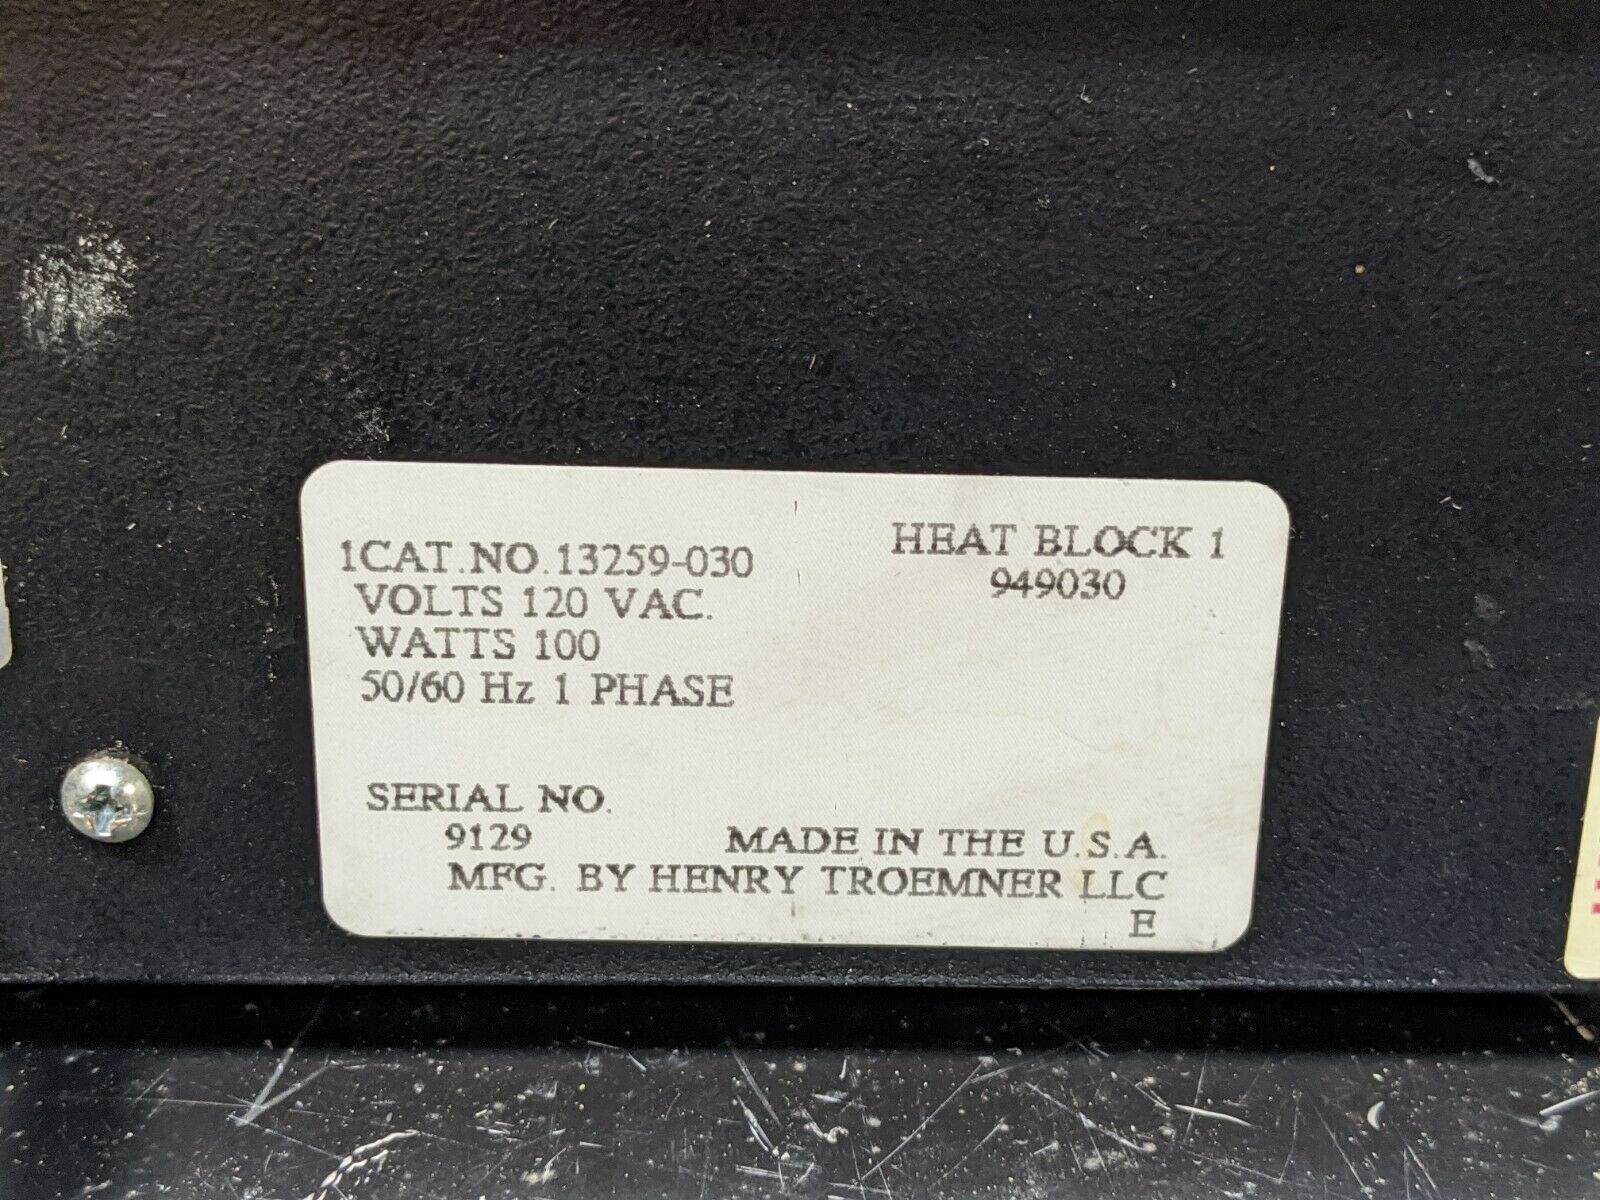 1CAT.NO.13259-030
VOLTS 120 VAC.
WATTS 100
50/60 Hz 1 PHASE
HEAT BLOCK 1
949030
SERIAL NO.
9129
MADE IN THE U.S.A.
MFG. BY HENRY TROEMNER LLC
E